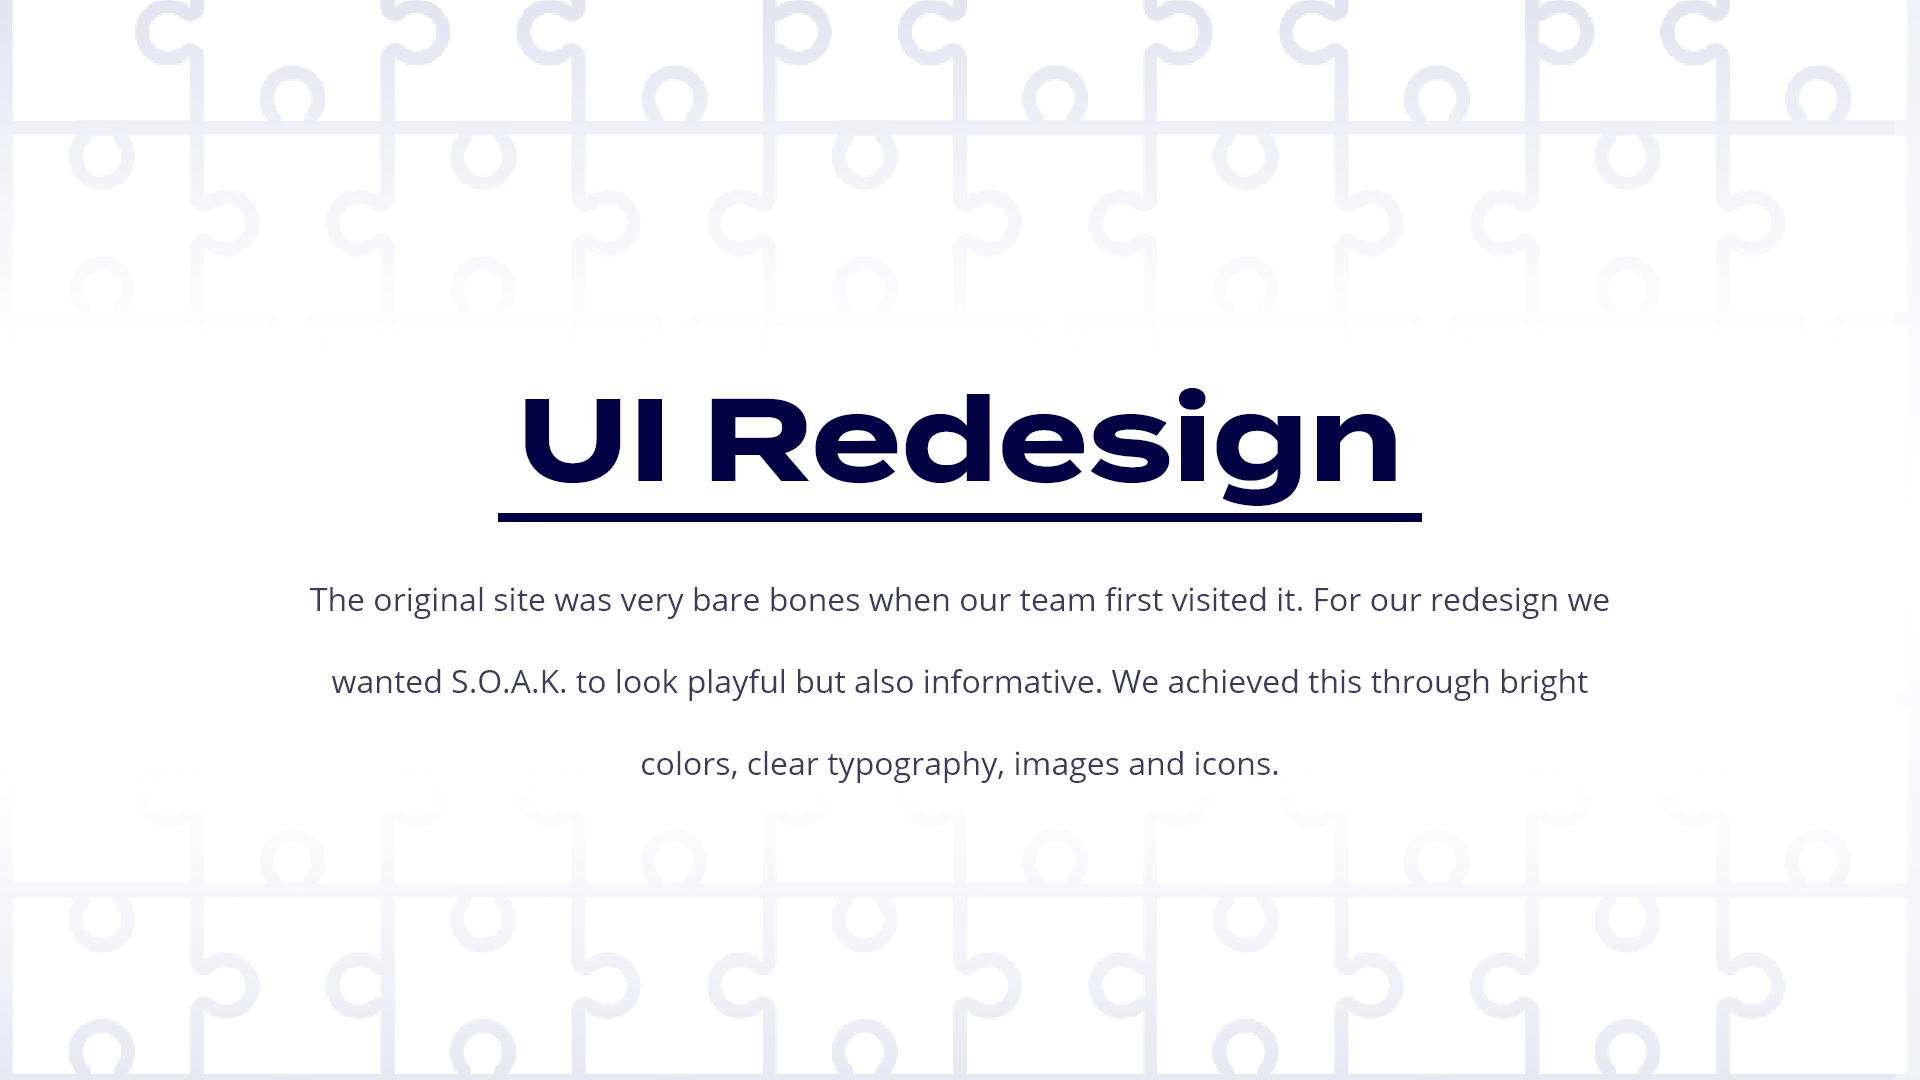 UI Redesign
The original site was very bare bones when our team first visited it. For our redesign we
wanted S.O.A.K. to look playful but also informative. We achieved this through bright
colors, clear typography, images and icons.